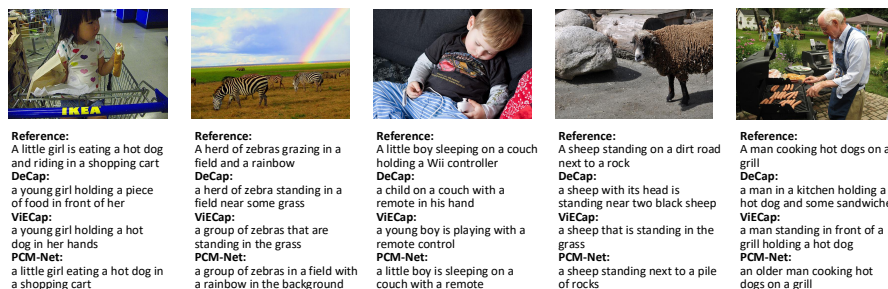 IKEA
Reference:
A little girl is eating a hot dog
and riding in a shopping cart
DeCap:
a young girl holding a piece
of food in front of her
ViECap:
a young girl holding a hot
dog in her hands
PCM-Net:
a little girl eating a hot dog in
a shopping cart
Reference:
A herd of zebras grazing in a
field and a rainbow
DeCap:
a herd of zebra standing in a
field near some grass
ViECap:
a group of zebras that are
standing in the grass
PCM-Net:
a group of zebras in a field with
a rainbow in the background
Reference:
A little boy sleeping on a couch
holding a Wii controller
DeCap:
a child on a couch with a
remote in his hand
ViECap:
a young boy is playing with a
remote control
PCM-Net:
a little boy is sleeping on a
couch with a remote
Reference:
A sheep standing on a dirt road
next to a rock
DeCap:
a sheep with its head is
standing near two black sheep
ViECap:
a sheep that is standing in the
grass
PCM-Net:
a sheep standing next to a pile
of rocks
Reference:
A man cooking hot dogs on a
grill
DeCap:
a man in a kitchen holding a
hot dog and some sandwiche
ViECap:
a man standing in front of a
grill holding a hot dog
PCM-Net:
an older man cooking hot
dogs on a grill